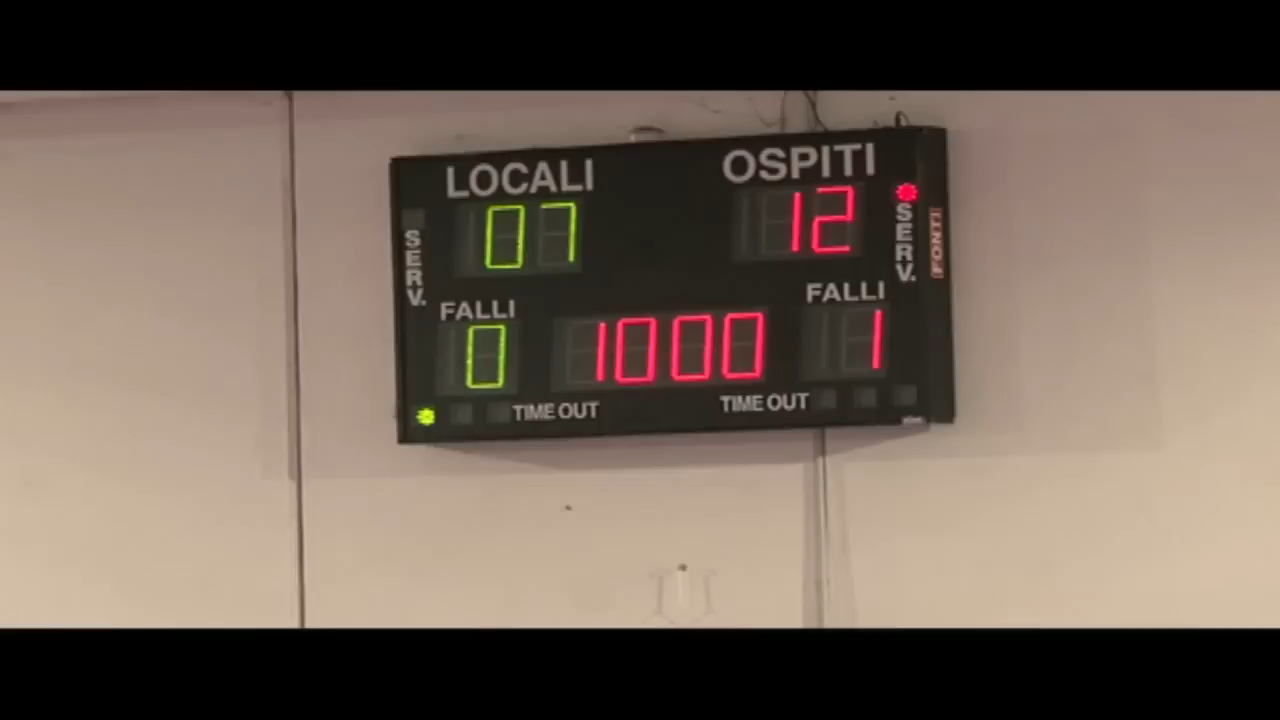 LOCALI OSPITI
07 12
SERV. SERV.
FONTI
FALLI FALLI
0 1000 1
TIME OUT TIME OUT